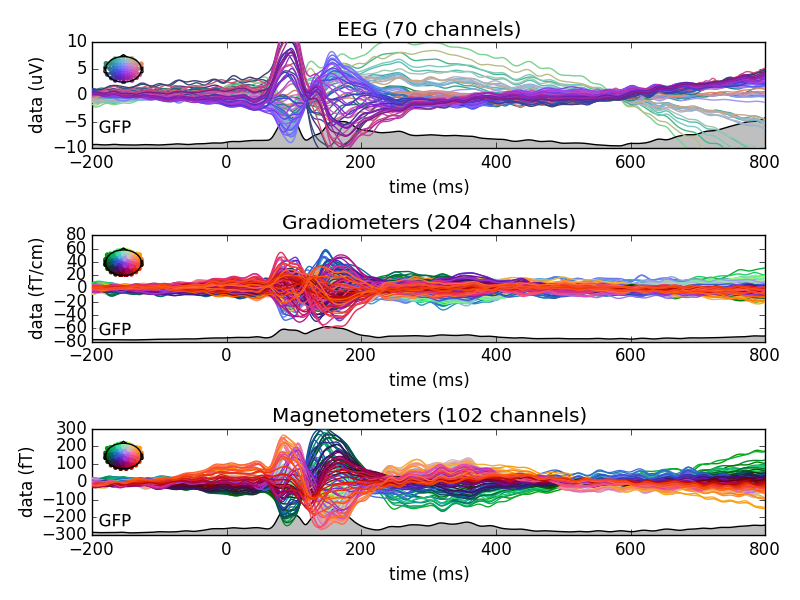 EEG (70 channels)
data (uV)
10
5
0
−5
−10
GFP
−200 0 200 400 600 800
time (ms)
Gradiometers (204 channels)
data (fT/cm)
80
60
40
20
0
−20
−40
−60
−80
GFP
−200 0 200 400 600 800
time (ms)
Magnetometers (102 channels)
data (fT)
300
200
100
0
−100
−200
−300
GFP
−200 0 200 400 600 800
time (ms)